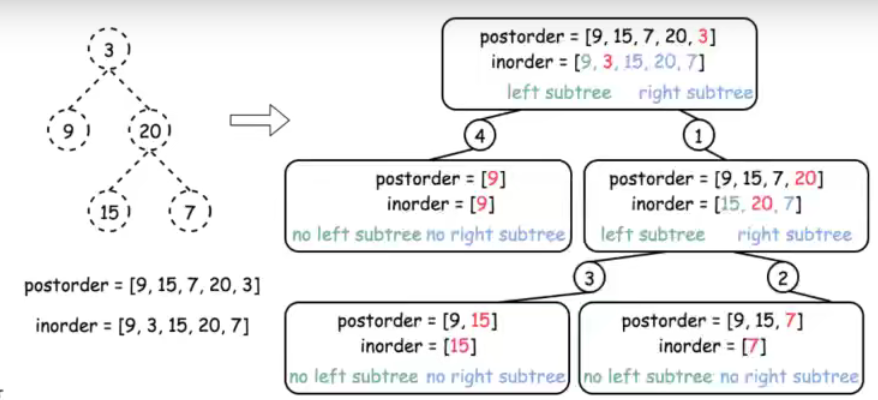 3
9
20
15
7
postorder = [9, 15, 7, 20, 3]
inorder = [9, 3, 15, 20, 7]
postorder = [9, 15, 7, 20, 3]
inorder = [9, 3, 15, 20, 7]
left subtree right subtree
4
1
postorder = [9]
inorder = [9]
no left subtree no right subtree
postorder = [9, 15, 7, 20]
inorder = [15, 20, 7]
left subtree right subtree
3
2
postorder = [9, 15]
inorder = [15]
no left subtree no right subtree
postorder = [9, 15, 7]
inorder = [7]
no left subtree no right subtree